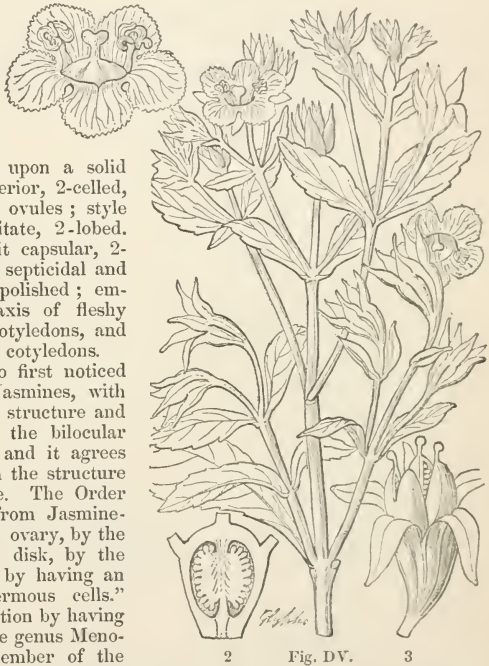 upon a solid
erior, 2-celled,
ovules ; style
itate, 2-lobed.
it capsular, 2-
septicidal and
polished ; em-
axis of fleshy
otyledons, and
cotyledons.
o first noticed
Jasmines, with
structure and
the bilocular
and it agrees
n the structure
e. The Order
from Jasmine-
ovary, by the
disk, by the
by having an
ermous cells."
tion by having
e genus Meno-
ember of the
2 Fig. DV. 3